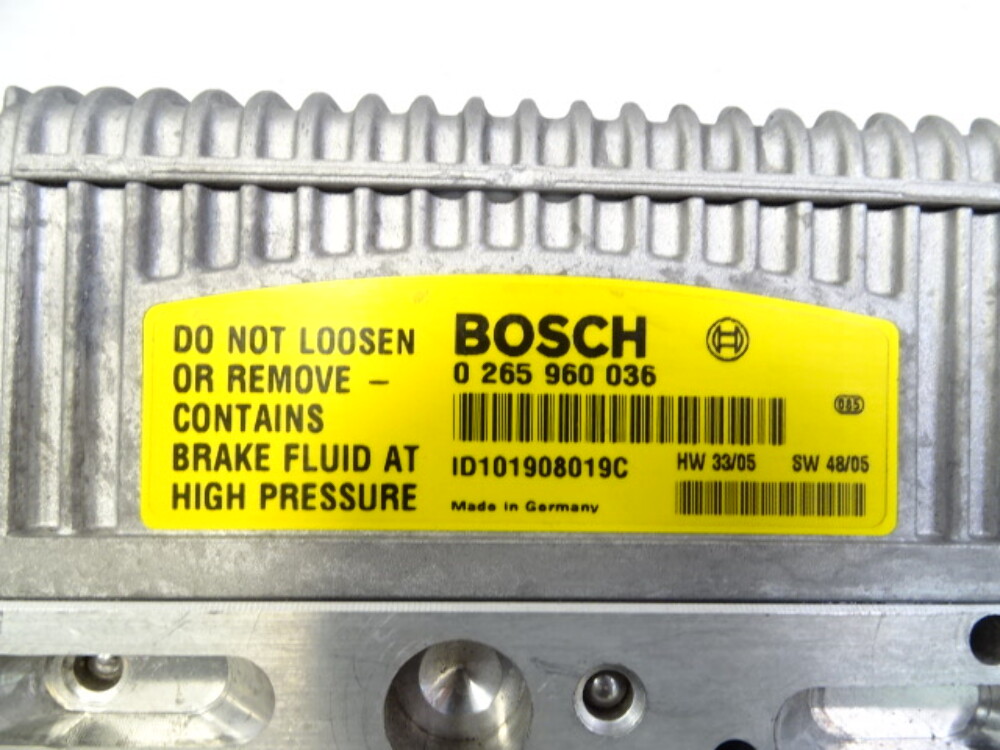 DO NOT LOOSEN
OR REMOVE –
CONTAINS
BRAKE FLUID AT
HIGH PRESSURE
BOSCH
0 265 960 036
085
ID101908019C
HW 33/05 SW 48/05
Made in Germany